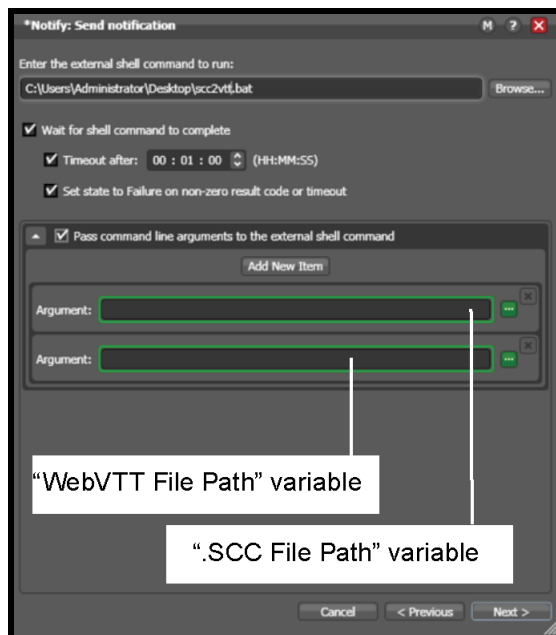 *Notify: Send notification
M ?
Enter the external shell command to run:
C:\Users\Administrator\Desktop\scc2vtt.bat
Browse...
Wait for shell command to complete
Timeout after: 00 : 01 : 00 (HH:MM:SS)
Set state to Failure on non-zero result code or timeout
Pass command line arguments to the external shell command
Add New Item
Argument:
Argument:
“WebVTT File Path” variable
“.SCC File Path” variable
Cancel < Previous Next >